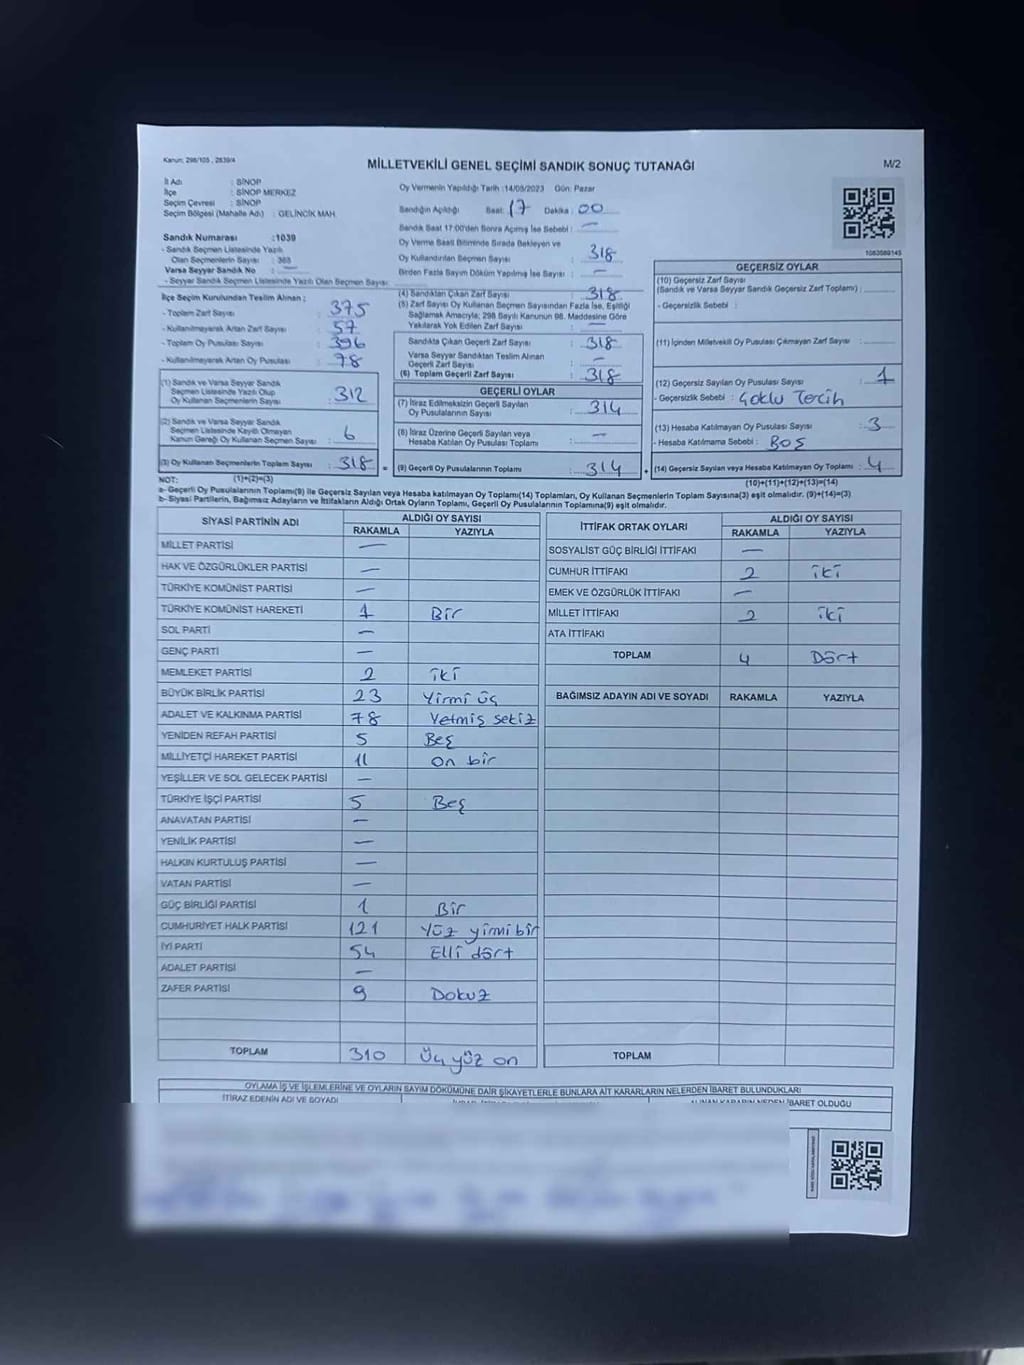 Kanun: 298/105 , 2839/4
MİLLETVEKİLİ GENEL SEÇİMİ SANDIK SONUÇ TUTANAĞI
M/2
İl Adı : SİNOP
İlçe : SİNOP MERKEZ
Seçim Çevresi : SİNOP
Seçim Bölgesi (Mahalle Adı) : GELİNCİK MAH.
Sandık Numarası :1039
- Sandık Seçmen Listesinde Yazılı
Olan Seçmenlerin Sayısı : 363
Varsa Seyyar Sandık No : —
- Seyyar Sandık Seçmen Listesinde Yazılı Olan Seçmen Sayısı:
İlçe Seçim Kurulundan Teslim Alınan ;
- Toplam Zarf Sayısı : 375
- Kullanılmayarak Artan Zarf Sayısı : 57
- Toplam Oy Pusulası Sayısı : 396
- Kullanılmayarak Artan Oy Pusulası : 78
(1) Sandık ve Varsa Seyyar Sandık
Seçmen Listesinde Yazılı Olup
Oy Kullanan Seçmenlerin Sayısı : 312
(2) Sandık ve Varsa Seyyar Sandık
Seçmen Listesinde Kayıtlı Olmayan
Kanun Gereği Oy Kullanan Seçmen Sayısı : 6
(3) Oy Kullanan Seçmenlerin Toplam Sayısı : 318 =
Oy Vermenin Yapıldığı Tarih :14/05/2023 Gün: Pazar
Sandığın Açıldığı Saat: 17 Dakika : 00
Sandık Saat 17:00'den Sonra Açılmış İse Sebebi : —
Oy Verme Saati Bitiminde Sırada Bekleyen ve
Oy Kullandırılan Seçmen Sayısı : 318
Birden Fazla Sayım Döküm Yapılmış İse Sayısı : —
(4) Sandıktan Çıkan Zarf Sayısı : 318
(5) Zarf Sayısı Oy Kullanan Seçmen Sayısından Fazla İse, Eşitliği
Sağlamak Amacıyla; 298 Sayılı Kanunun 98. Maddesine Göre
Yakılarak Yok Edilen Zarf Sayısı : —
Sandıkta Çıkan Geçerli Zarf Sayısı : 318
Varsa Seyyar Sandıktan Teslim Alınan
Geçerli Zarf Sayısı : —
(6) Toplam Geçerli Zarf Sayısı : 318
GEÇERLİ OYLAR
(7) İtiraz Edilmeksizin Geçerli Sayılan
Oy Pusulalarının Sayısı : 314
(8) İtiraz Üzerine Geçerli Sayılan veya
Hesaba Katılan Oy Pusulası Toplamı : —
(9) Geçerli Oy Pusulalarının Toplamı : 314 +
1083689145
GEÇERSİZ OYLAR
(10) Geçersiz Zarf Sayısı
(Sandık ve Varsa Seyyar Sandık Geçersiz Zarf Toplamı) :
- Geçersizlik Sebebi :
(11) İçinden Milletvekili Oy Pusulası Çıkmayan Zarf Sayısı :
(12) Geçersiz Sayılan Oy Pusulası Sayısı : 1
- Geçersizlik Sebebi : Çoklu Tercih
(13) Hesaba Katılmayan Oy Pusulası Sayısı : 3
- Hesaba Katılmama Sebebi : BOŞ
(14) Geçersiz Sayılan veya Hesaba Katılmayan Oy Toplamı : 4
NOT: (1)+(2)=(3)
(10)+(11)+(12)+(13)=(14)
a- Geçerli Oy Pusulalarının Toplamı(9) ile Geçersiz Sayılan veya Hesaba katılmayan Oy Toplamı(14) Toplamları, Oy Kullanan Seçmenlerin Toplam Sayısına(3) eşit olmalıdır. (9)+(14)=(3)
b- Siyasi Partilerin, Bağımsız Adayların ve İttifakların Aldığı Ortak Oyların Toplamı, Geçerli Oy Pusulalarının Toplamına(9) eşit olmalıdır.
SİYASİ PARTİNİN ADI ALDIĞI OY SAYISI
RAKAMLA YAZIYLA
MİLLET PARTİSİ —
HAK VE ÖZGÜRLÜKLER PARTİSİ —
TÜRKİYE KOMÜNİST PARTİSİ —
TÜRKİYE KOMÜNİST HAREKETİ 1 Bir
SOL PARTİ —
GENÇ PARTİ —
MEMLEKET PARTİSİ 2 iki
BÜYÜK BİRLİK PARTİSİ 23 Yirmi üç
ADALET VE KALKINMA PARTİSİ 78 Yetmiş sekiz
YENİDEN REFAH PARTİSİ 5 Beş
MİLLİYETÇİ HAREKET PARTİSİ 11 on bir
YEŞİLLER VE SOL GELECEK PARTİSİ —
TÜRKİYE İŞÇİ PARTİSİ 5 Beş
ANAVATAN PARTİSİ —
YENİLİK PARTİSİ —
HALKIN KURTULUŞ PARTİSİ —
VATAN PARTİSİ —
GÜÇ BİRLİĞİ PARTİSİ 1 Bir
CUMHURİYET HALK PARTİSİ 121 Yüz yirmi bir
İYİ PARTİ 54 Elli dört
ADALET PARTİSİ —
ZAFER PARTİSİ 9 Dokuz
TOPLAM 310 Üç yüz on
İTTİFAK ORTAK OYLARI ALDIĞI OY SAYISI
RAKAMLA YAZIYLA
SOSYALİST GÜÇ BİRLİĞİ İTTİFAKI —
CUMHUR İTTİFAKI 2 iki
EMEK VE ÖZGÜRLÜK İTTİFAKI —
MİLLET İTTİFAKI 2 iki
ATA İTTİFAKI
TOPLAM 4 Dört
BAĞIMSIZ ADAYIN ADI VE SOYADI RAKAMLA YAZIYLA
TOPLAM
OYLAMA İŞ VE İŞLEMLERİNE VE OYLARIN SAYIM DÖKÜMÜNE DAİR ŞİKAYETLERLE BUNLARA AİT KARARLARIN NELERDEN İBARET BULUNDUKLARI
İTİRAZ EDENİN ADI VE SOYADI
ALINAN KARARIN NEDEN İBARET OLDUĞU